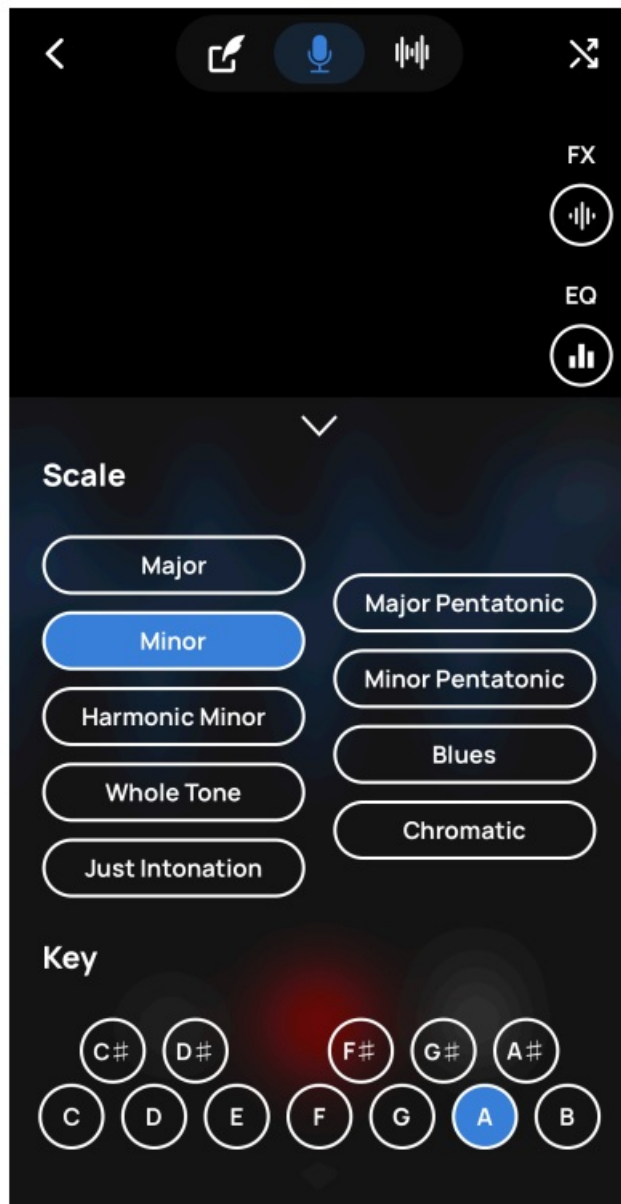 FX
EQ
Scale
Major
Major Pentatonic
Minor
Minor Pentatonic
Harmonic Minor
Blues
Whole Tone
Chromatic
Just Intonation
Key
C♯ D♯ F♯ G♯ A♯
C D E F G A B